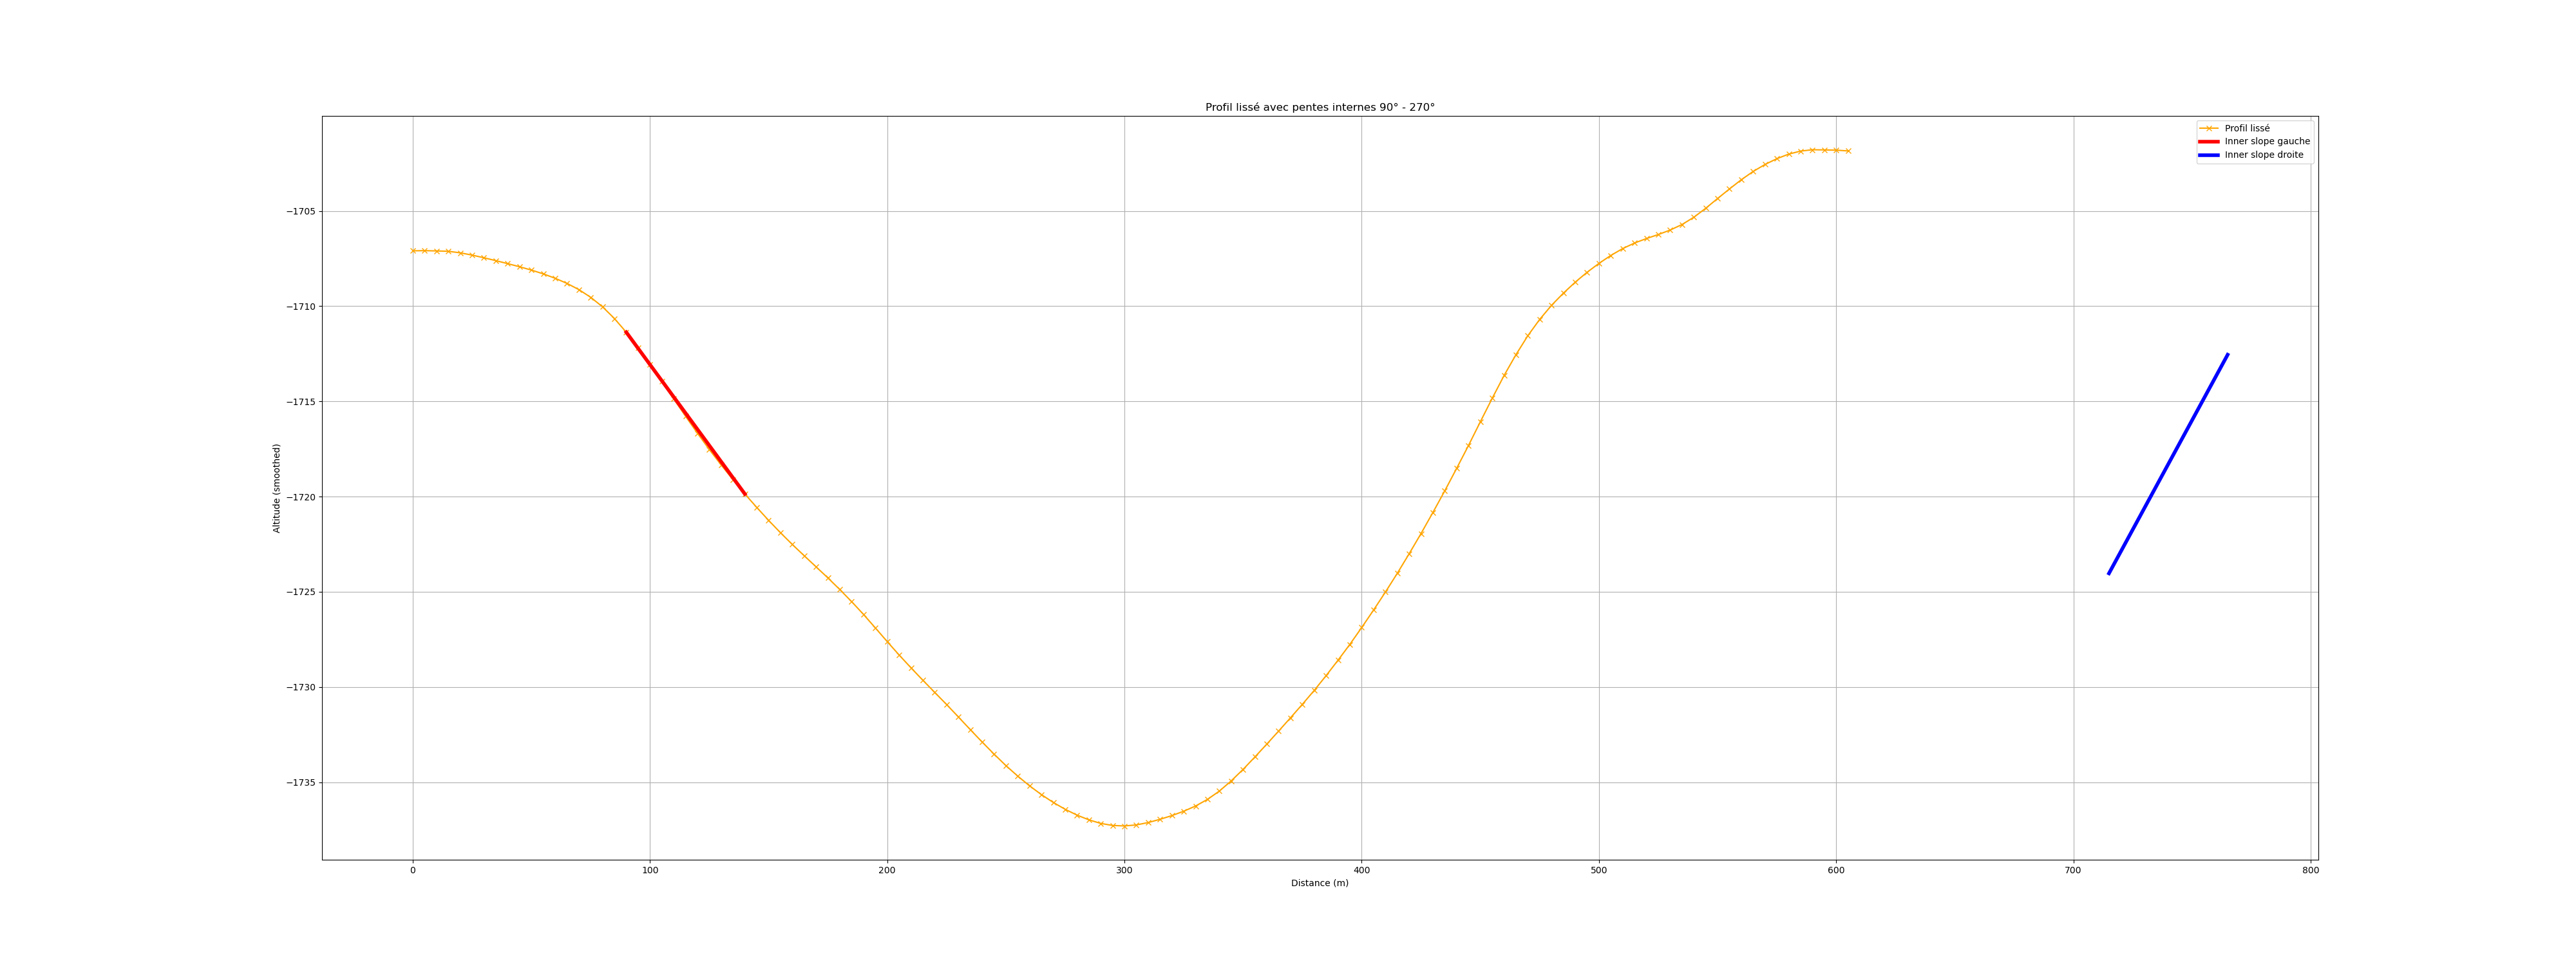 Profil lissé avec pentes internes 90° - 270°
Profil lissé
Inner slope gauche
Inner slope droite
Altitude (smoothed)
−1705
−1710
−1715
−1720
−1725
−1730
−1735
0 100 200 300 400 500 600 700 800
Distance (m)